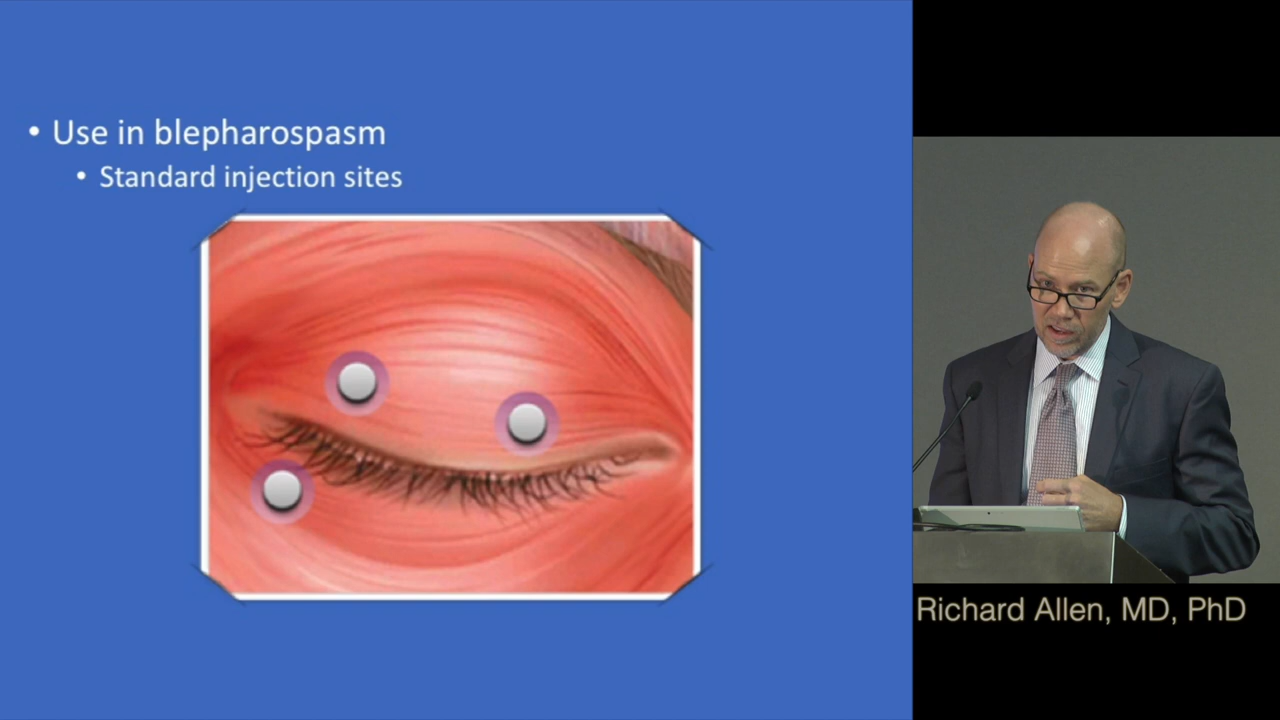 • Use in blepharospasm
• Standard injection sites
Richard Allen, MD, PhD